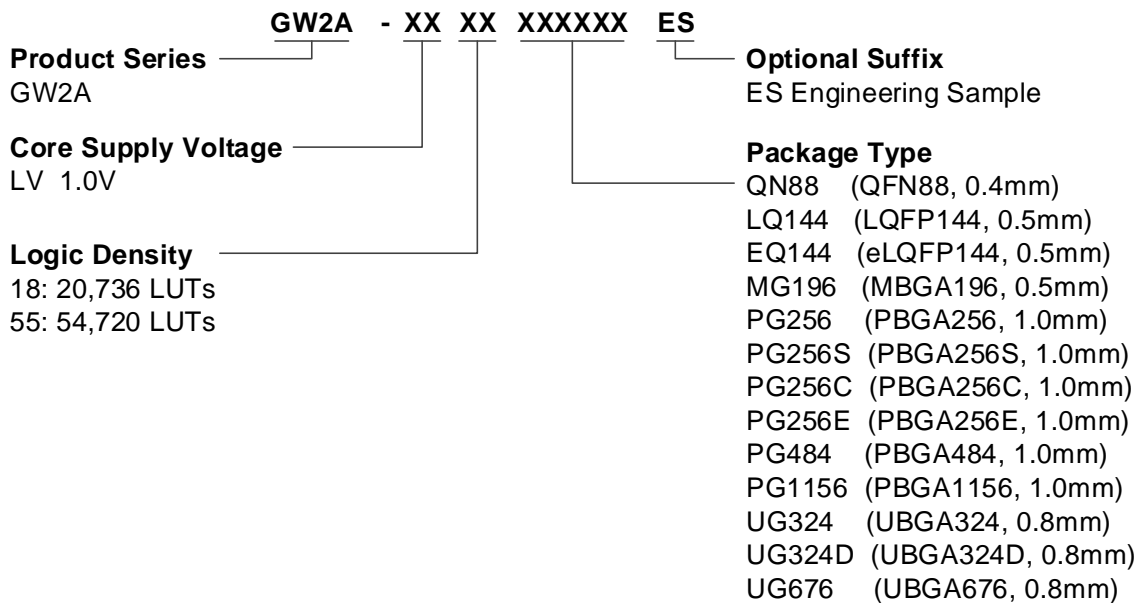 GW2A - XX XX XXXXXX ES
Product Series
GW2A
Core Supply Voltage
LV 1.0V
Logic Density
18: 20,736 LUTs
55: 54,720 LUTs
Optional Suffix
ES Engineering Sample
Package Type
QN88 (QFN88, 0.4mm)
LQ144 (LQFP144, 0.5mm)
EQ144 (eLQFP144, 0.5mm)
MG196 (MBGA196, 0.5mm)
PG256 (PBGA256, 1.0mm)
PG256S (PBGA256S, 1.0mm)
PG256C (PBGA256C, 1.0mm)
PG256E (PBGA256E, 1.0mm)
PG484 (PBGA484, 1.0mm)
PG1156 (PBGA1156, 1.0mm)
UG324 (UBGA324, 0.8mm)
UG324D (UBGA324D, 0.8mm)
UG676 (UBGA676, 0.8mm)